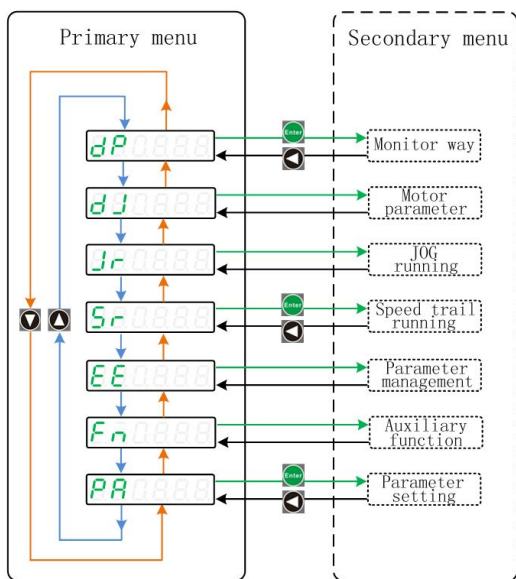 Primary menu
Secondary menu
dP
Enter
Monitor way
dJ
Motor
parameter
Jr
JOG
running
Sr
Enter
Speed trail
running
EE
Parameter
management
Fn
Auxiliary
function
PA
Enter
Parameter
setting